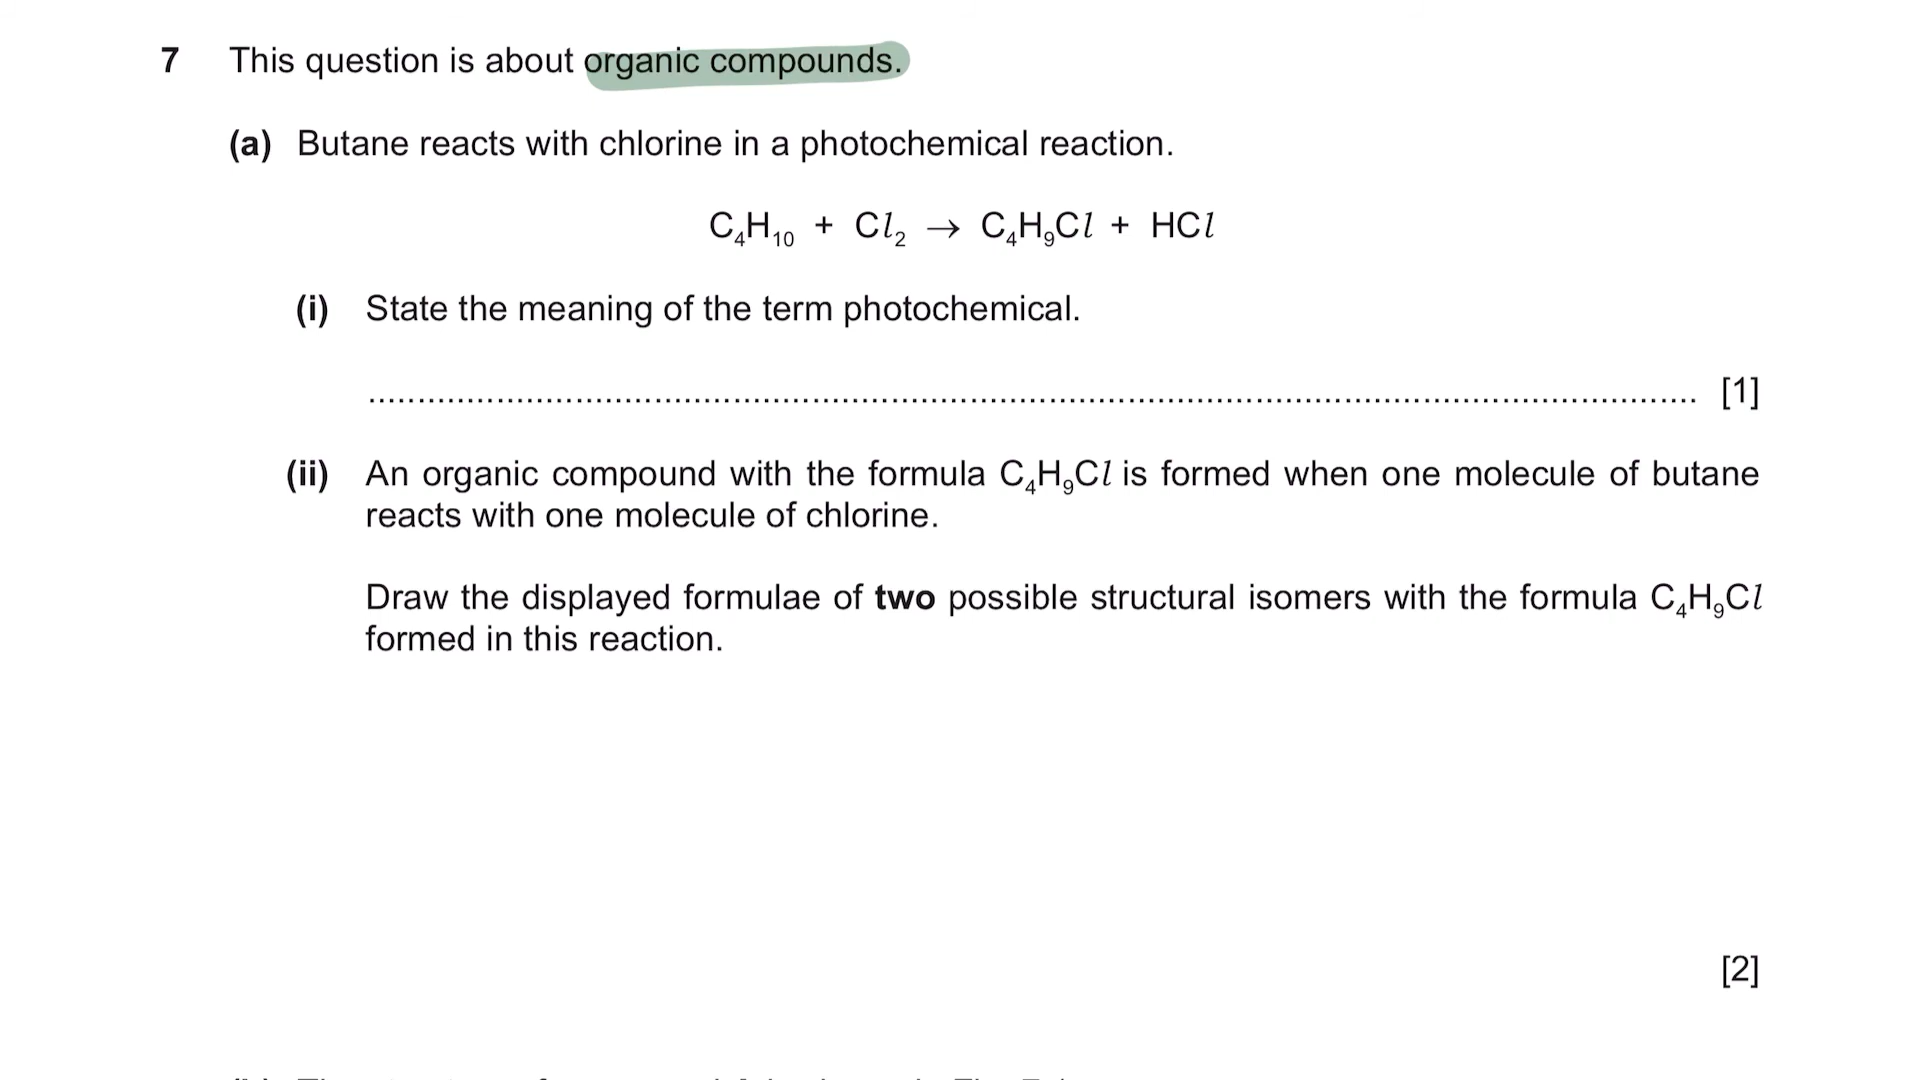 7 This question is about organic compounds.
(a) Butane reacts with chlorine in a photochemical reaction.
C₄H₁₀ + Cl₂ → C₄H₉Cl + HCl
(i) State the meaning of the term photochemical.
................................................................................ [1]
(ii) An organic compound with the formula C₄H₉Cl is formed when one molecule of butane
reacts with one molecule of chlorine.
Draw the displayed formulae of two possible structural isomers with the formula C₄H₉Cl
formed in this reaction.
[2]